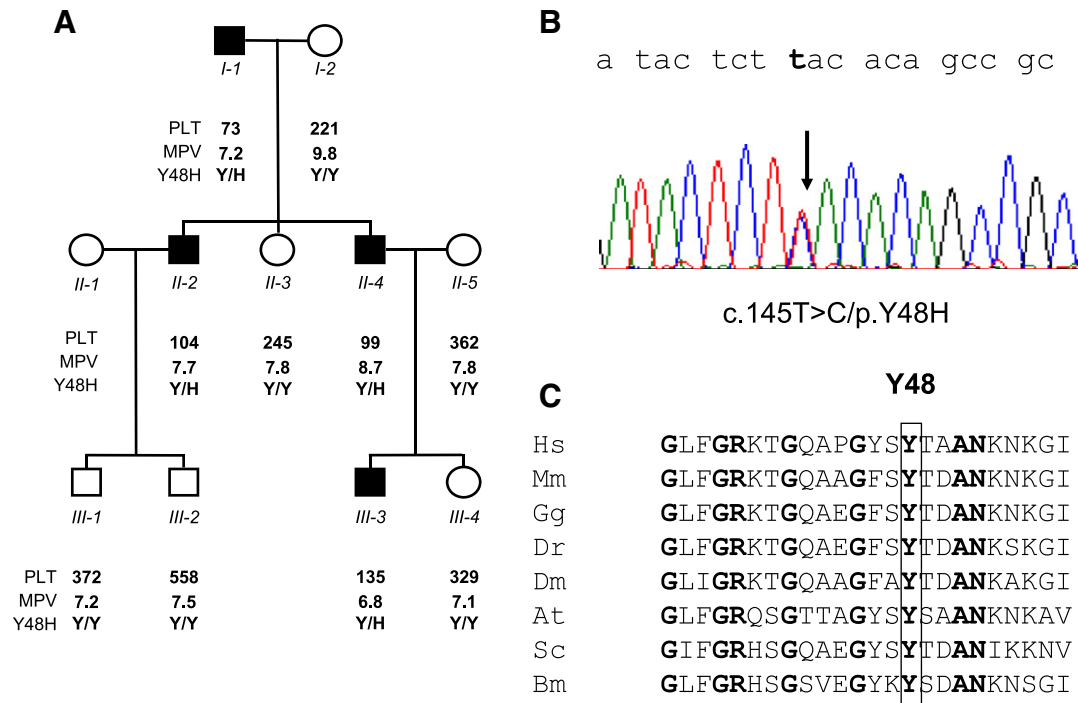 A
I-1 I-2
PLT 73 221
MPV 7.2 9.8
Y48H Y/H Y/Y
II-1 II-2 II-3 II-4 II-5
PLT 104 245 99 362
MPV 7.7 7.8 8.7 7.8
Y48H Y/H Y/Y Y/H Y/Y
III-1 III-2 III-3 III-4
PLT 372 558 135 329
MPV 7.2 7.5 6.8 7.1
Y48H Y/Y Y/Y Y/H Y/Y
B
a tac tct tac aca gcc gc
c.145T>C/p.Y48H
C
Y48
Hs GLFGRKTGQAPGYSYTAANKNKGI
Mm GLFGRKTGQAAGFSYTDANKNKGI
Gg GLFGRKTGQAEGFSYTDANKNKGI
Dr GLFGRKTGQAEGFSYTDANKSKGI
Dm GLIGRKTGQAAGFAYTDANKAKGI
At GLFGRQSGTTAGYSYSAANKNKAV
Sc GIFGRHSGQAEGYSYTDANIKKNV
Bm GLFGRHSGSVEGYKYSDANKNSGI